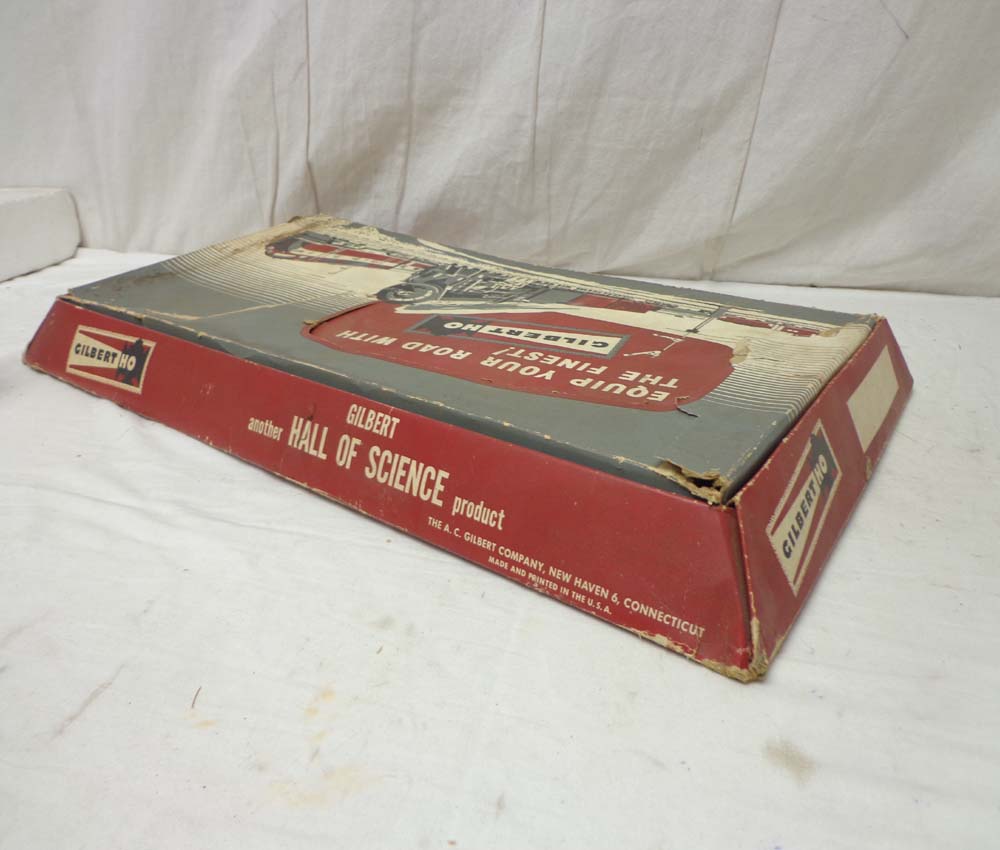 EQUIP YOUR ROAD WITH
THE FINEST!
GILBERT HO
GILBERT HO
GILBERT
another HALL OF SCIENCE product
THE A. C. GILBERT COMPANY, NEW HAVEN 6, CONNECTICUT
MADE AND PRINTED IN THE U.S.A.
GILBERT HO